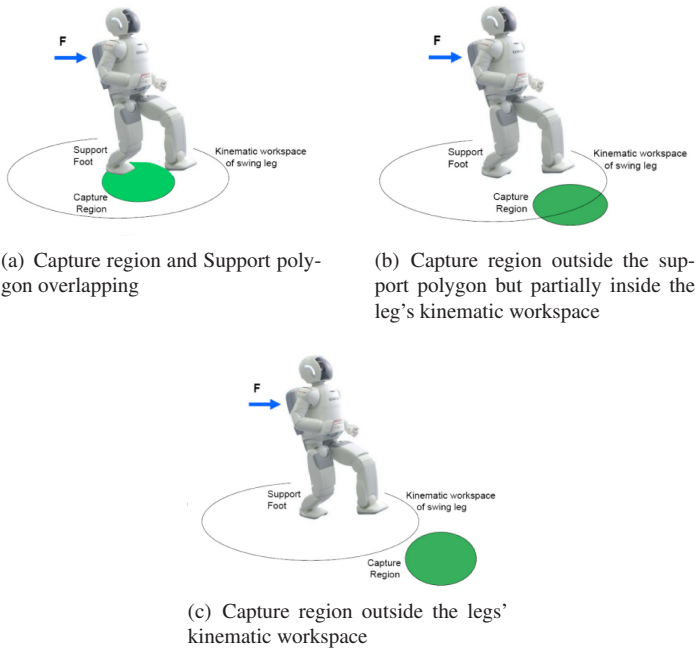 F
Support
Foot
Kinematic workspace
of swing leg
Capture
Region
(a) Capture region and Support poly-
gon overlapping
F
Support
Foot
Kinematic workspace
of swing leg
Capture
Region
(b) Capture region outside the sup-
port polygon but partially inside the
leg's kinematic workspace
F
Support
Foot
Kinematic workspace
of swing leg
Capture
Region
(c) Capture region outside the legs'
kinematic workspace